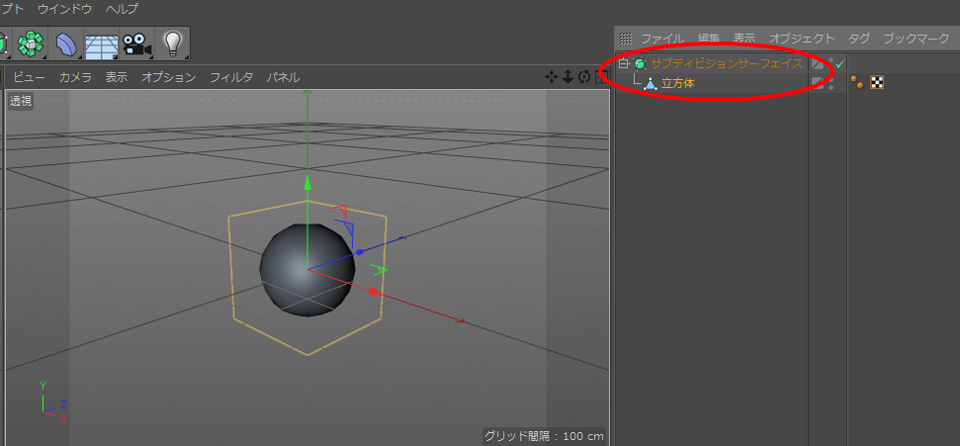 プト ウインドウ ヘルプ
ファイル 編集 表示 オブジェクト タグ ブックマーク
サブディビジョンサーフェイス
立方体
ビュー カメラ 表示 オプション フィルタ パネル
透視
Y
Z
X
グリッド間隔 : 100 cm